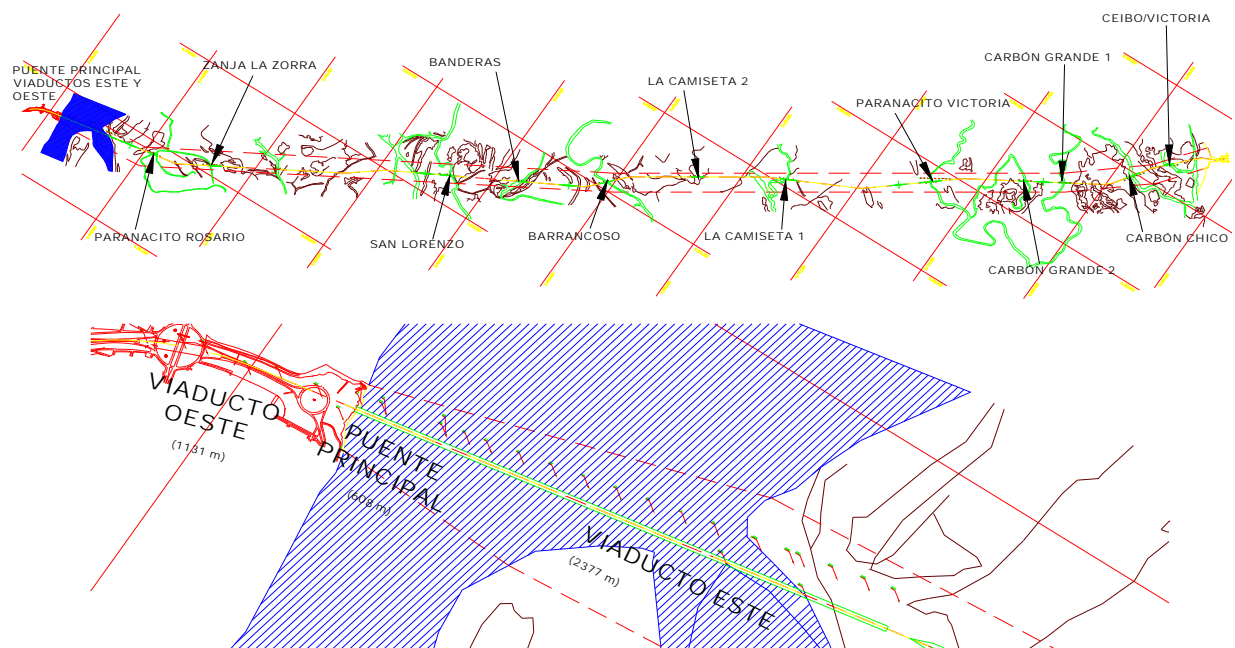 CEIBO/VICTORIA
CARBÓN GRANDE 1
BANDERAS
ZANJA LA ZORRA
PUENTE PRINCIPAL
VIADUCTOS ESTE Y
OESTE
LA CAMISETA 2
PARANACITO VICTORIA
PARANACITO ROSARIO
SAN LORENZO
BARRANCOSO
LA CAMISETA 1
CARBÓN CHICO
CARBÓN GRANDE 2
VIADUCTO
OESTE
(1131 m)
PUENTE
PRINCIPAL
(608 m)
VIADUCTO ESTE
(2377 m)